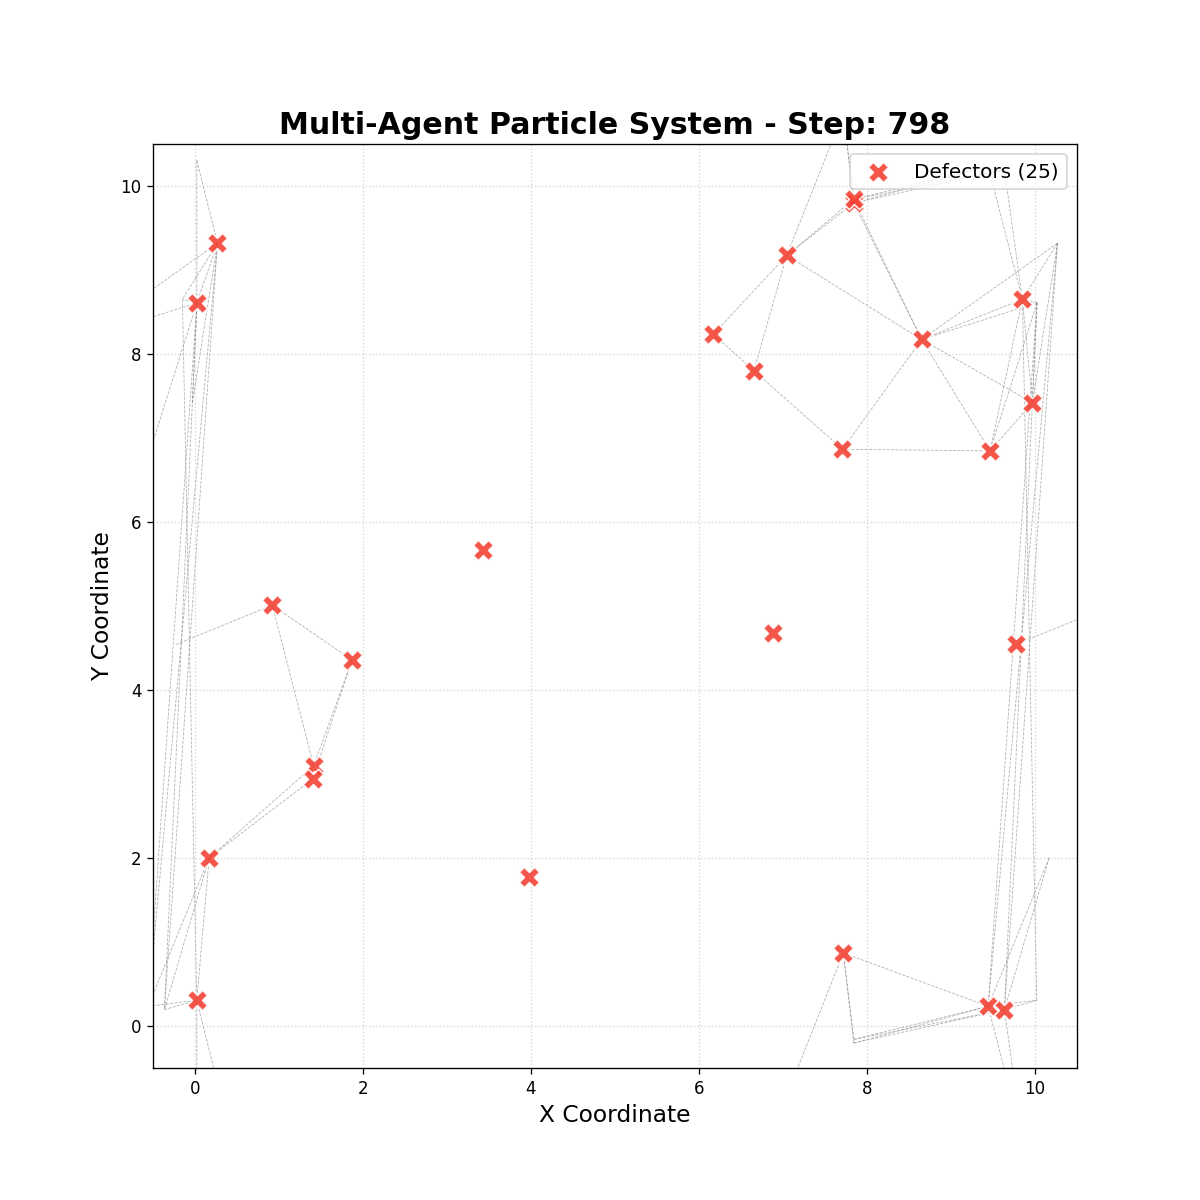 Multi-Agent Particle System - Step: 798
Defectors (25)
10
8
6
4
2
0
Y Coordinate
0 2 4 6 8 10
X Coordinate